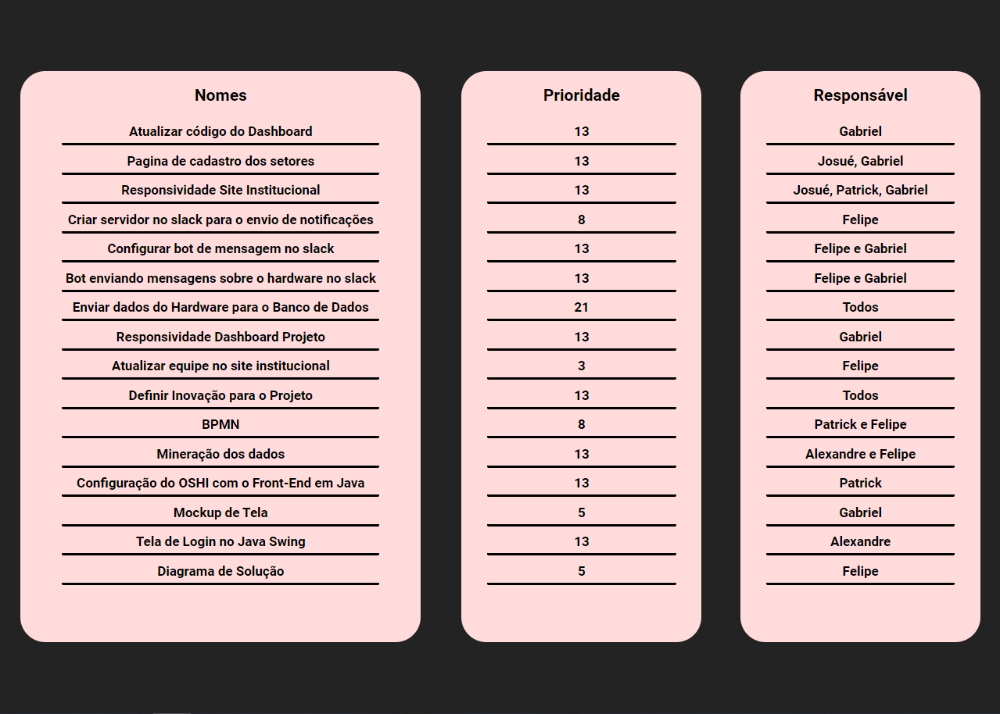 Nomes Prioridade Responsável
Atualizar código do Dashboard 13 Gabriel
Pagina de cadastro dos setores 13 Josué, Gabriel
Responsividade Site Institucional 13 Josué, Patrick, Gabriel
Criar servidor no slack para o envio de notificações 8 Felipe
Configurar bot de mensagem no slack 13 Felipe e Gabriel
Bot enviando mensagens sobre o hardware no slack 13 Felipe e Gabriel
Enviar dados do Hardware para o Banco de Dados 21 Todos
Responsividade Dashboard Projeto 13 Gabriel
Atualizar equipe no site institucional 3 Felipe
Definir Inovação para o Projeto 13 Todos
BPMN 8 Patrick e Felipe
Mineração dos dados 13 Alexandre e Felipe
Configuração do OSHI com o Front-End em Java 13 Patrick
Mockup de Tela 5 Gabriel
Tela de Login no Java Swing 13 Alexandre
Diagrama de Solução 5 Felipe